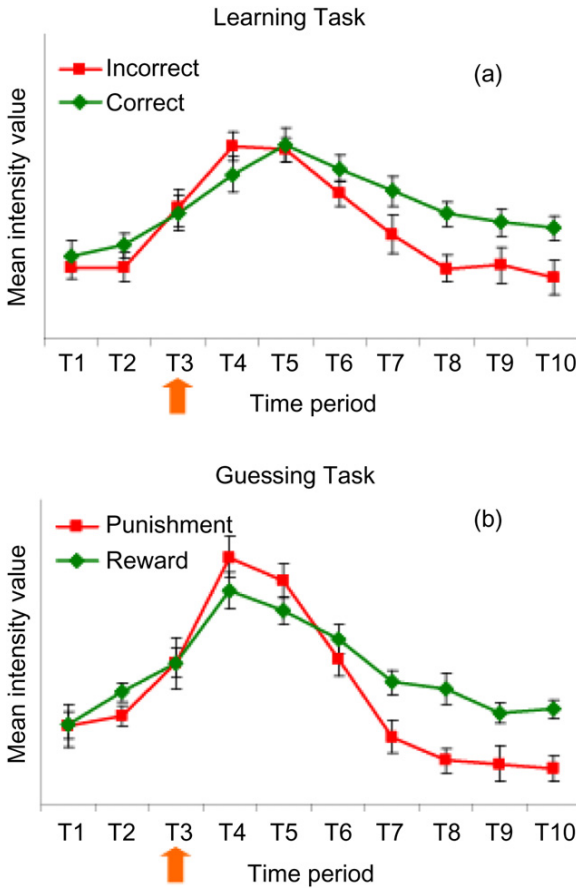 Learning Task
Incorrect
Correct
(a)
Mean intensity value
T1 T2 T3 T4 T5 T6 T7 T8 T9 T10
Time period
Guessing Task
Punishment
Reward
(b)
Mean intensity value
T1 T2 T3 T4 T5 T6 T7 T8 T9 T10
Time period